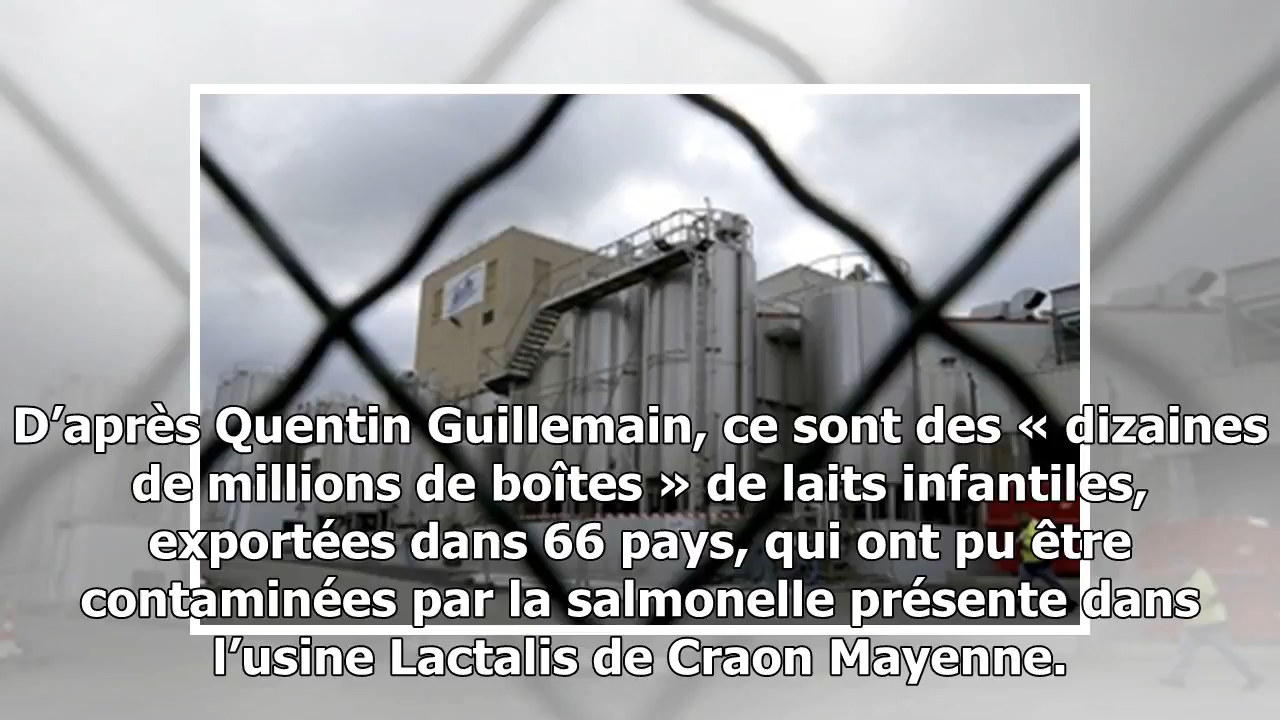 D’après Quentin Guillemain, ce sont des « dizaines
de millions de boîtes » de laits infantiles,
exportées dans 66 pays, qui ont pu être
contaminées par la salmonelle présente dans
l’usine Lactalis de Craon Mayenne.